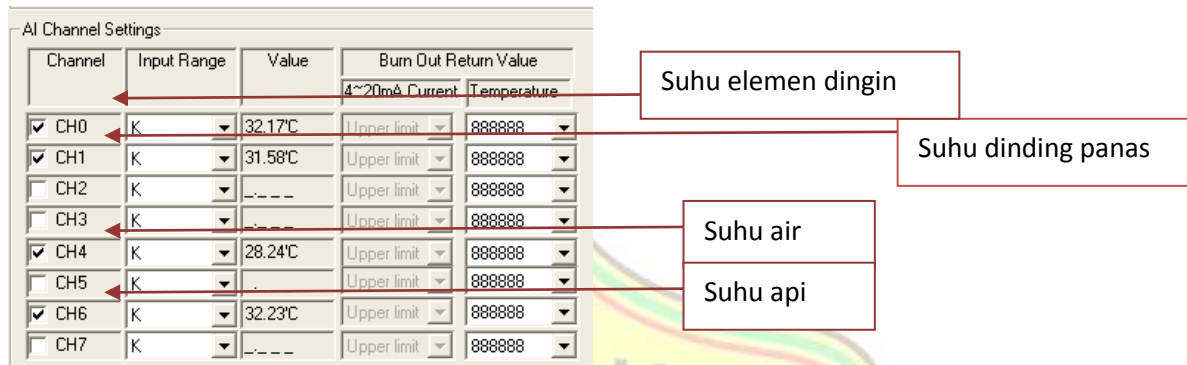 AI Channel Settings
Channel Input Range Value Burn Out Return Value
4~20mA Current Temperature
CH0 K 32.17'C Upper limit 888888
CH1 K 31.58'C Upper limit 888888
CH2 K _._ _ _ Upper limit 888888
CH3 K _._ _ _ Upper limit 888888
CH4 K 28.24'C Upper limit 888888
CH5 K . Upper limit 888888
CH6 K 32.23'C Upper limit 888888
CH7 K _._ _ _ Upper limit 888888
Suhu elemen dingin
Suhu dinding panas
Suhu air
Suhu api